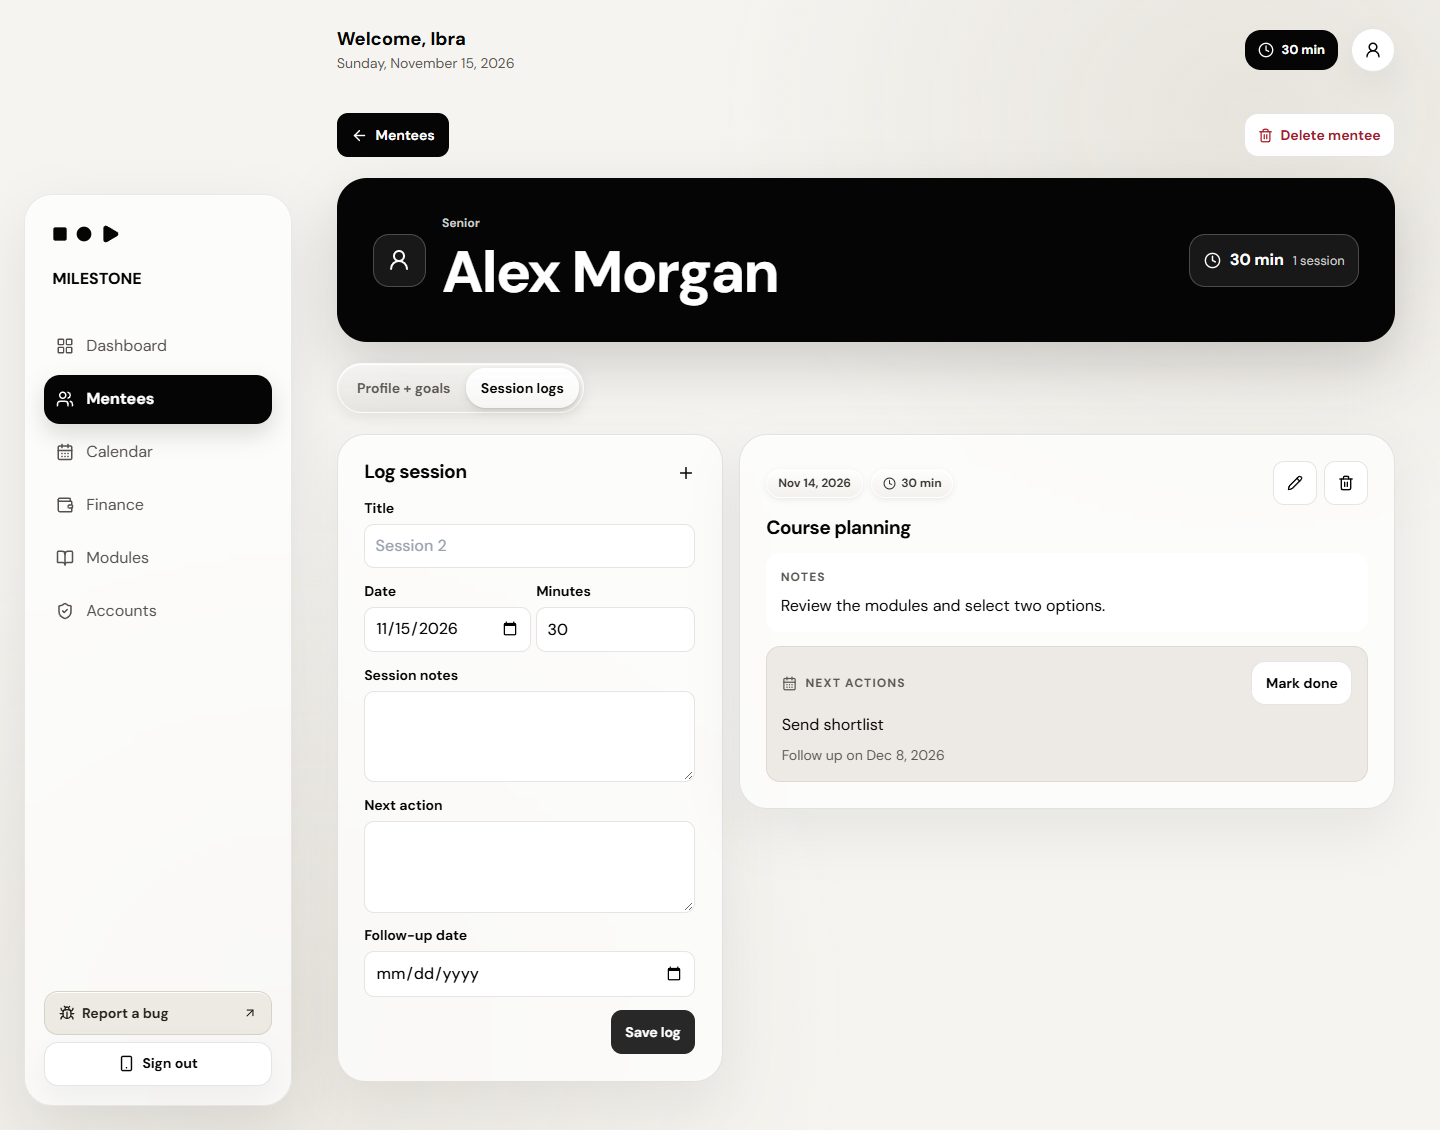 Welcome, Ibra
Sunday, November 15, 2026
30 min
Mentees
Delete mentee
MILESTONE
Dashboard
Mentees
Calendar
Finance
Modules
Accounts
Report a bug
Sign out
Senior
Alex Morgan
30 min 1 session
Profile + goals
Session logs
Log session
Title
Session 2
Date
Minutes
11/15/2026
30
Session notes
Next action
Follow-up date
mm/dd/yyyy
Save log
Nov 14, 2026
30 min
Course planning
NOTES
Review the modules and select two options.
NEXT ACTIONS
Mark done
Send shortlist
Follow up on Dec 8, 2026